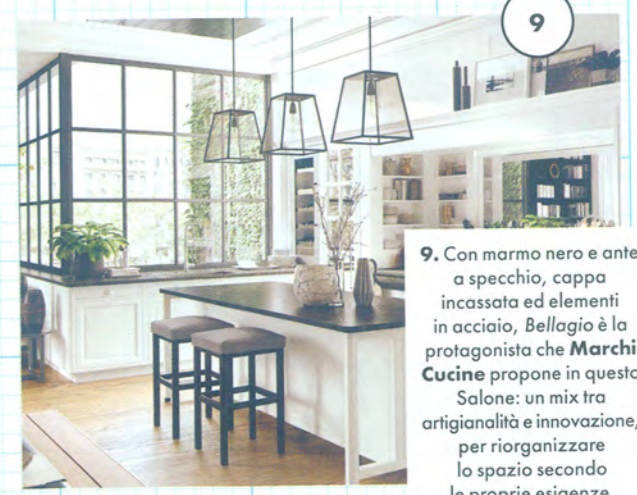 9
9. Con marmo nero e ante
a specchio, cappa
incassata ed elementi
in acciaio, Bellagio è la
protagonista che Marchi
Cucine propone in questo
Salone: un mix tra
artigianalità e innovazione,
per riorganizzare
lo spazio secondo
le proprie esigenze